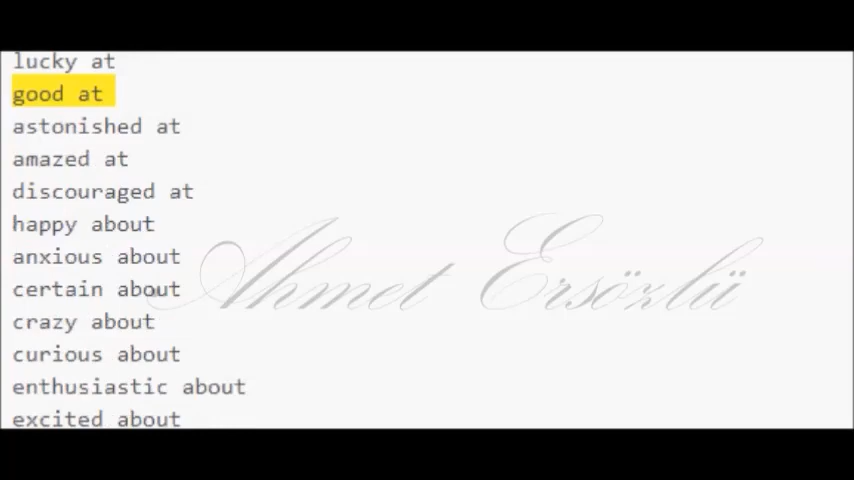 lucky at
good at
astonished at
amazed at
discouraged at
happy about
anxious about
certain about
crazy about
curious about
enthusiastic about
excited about
Ahmet Ersözlü